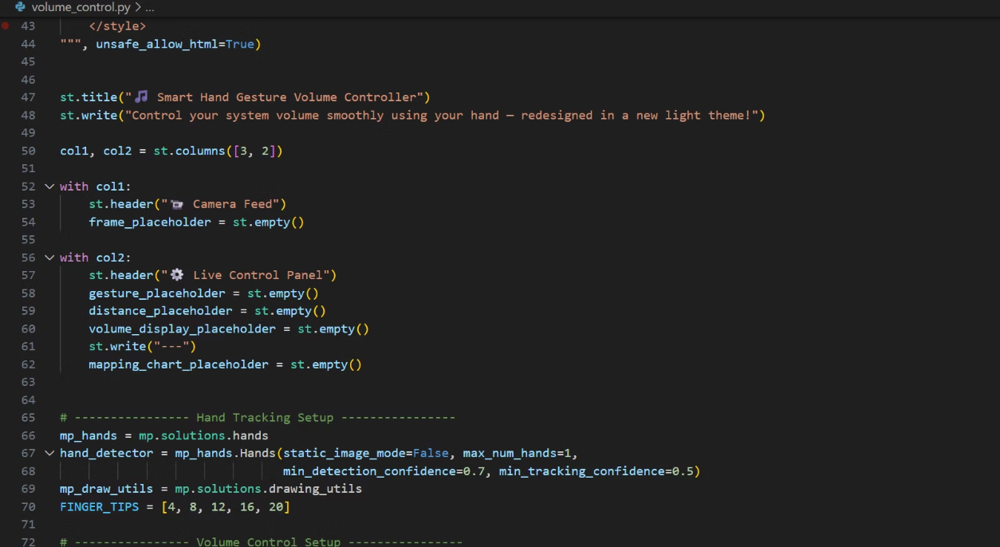 volume_control.py > ...
43 </style>
44 """, unsafe_allow_html=True)
45
46
47 st.title("🎵 Smart Hand Gesture Volume Controller")
48 st.write("Control your system volume smoothly using your hand — redesigned in a new light theme!")
49
50 col1, col2 = st.columns([3, 2])
51
52 with col1:
53     st.header("📹 Camera Feed")
54     frame_placeholder = st.empty()
55
56 with col2:
57     st.header("⚙️ Live Control Panel")
58     gesture_placeholder = st.empty()
59     distance_placeholder = st.empty()
60     volume_display_placeholder = st.empty()
61     st.write("---")
62     mapping_chart_placeholder = st.empty()
63
64
65 # ---------------- Hand Tracking Setup ----------------
66 mp_hands = mp.solutions.hands
67 hand_detector = mp_hands.Hands(static_image_mode=False, max_num_hands=1,
68                                min_detection_confidence=0.7, min_tracking_confidence=0.5)
69 mp_draw_utils = mp.solutions.drawing_utils
70 FINGER_TIPS = [4, 8, 12, 16, 20]
71
72 # ---------------- Volume Control Setup ----------------